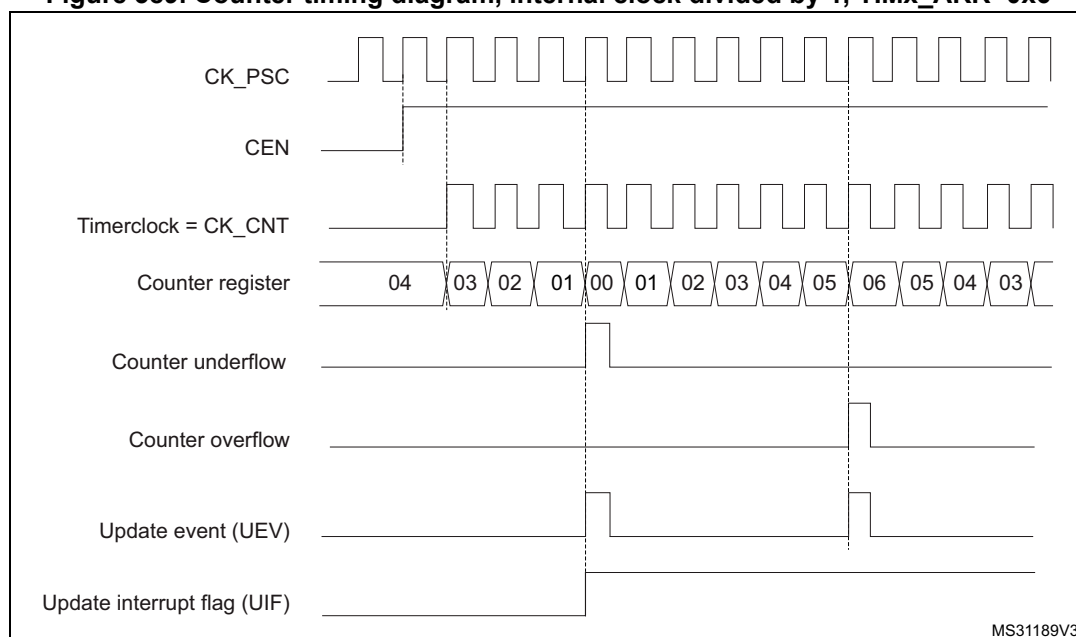 CK_PSC
CEN
Timerclock = CK_CNT
Counter register 04 03 02 01 00 01 02 03 04 05 06 05 04 03
Counter underflow
Counter overflow
Update event (UEV)
Update interrupt flag (UIF)
MS31189V3